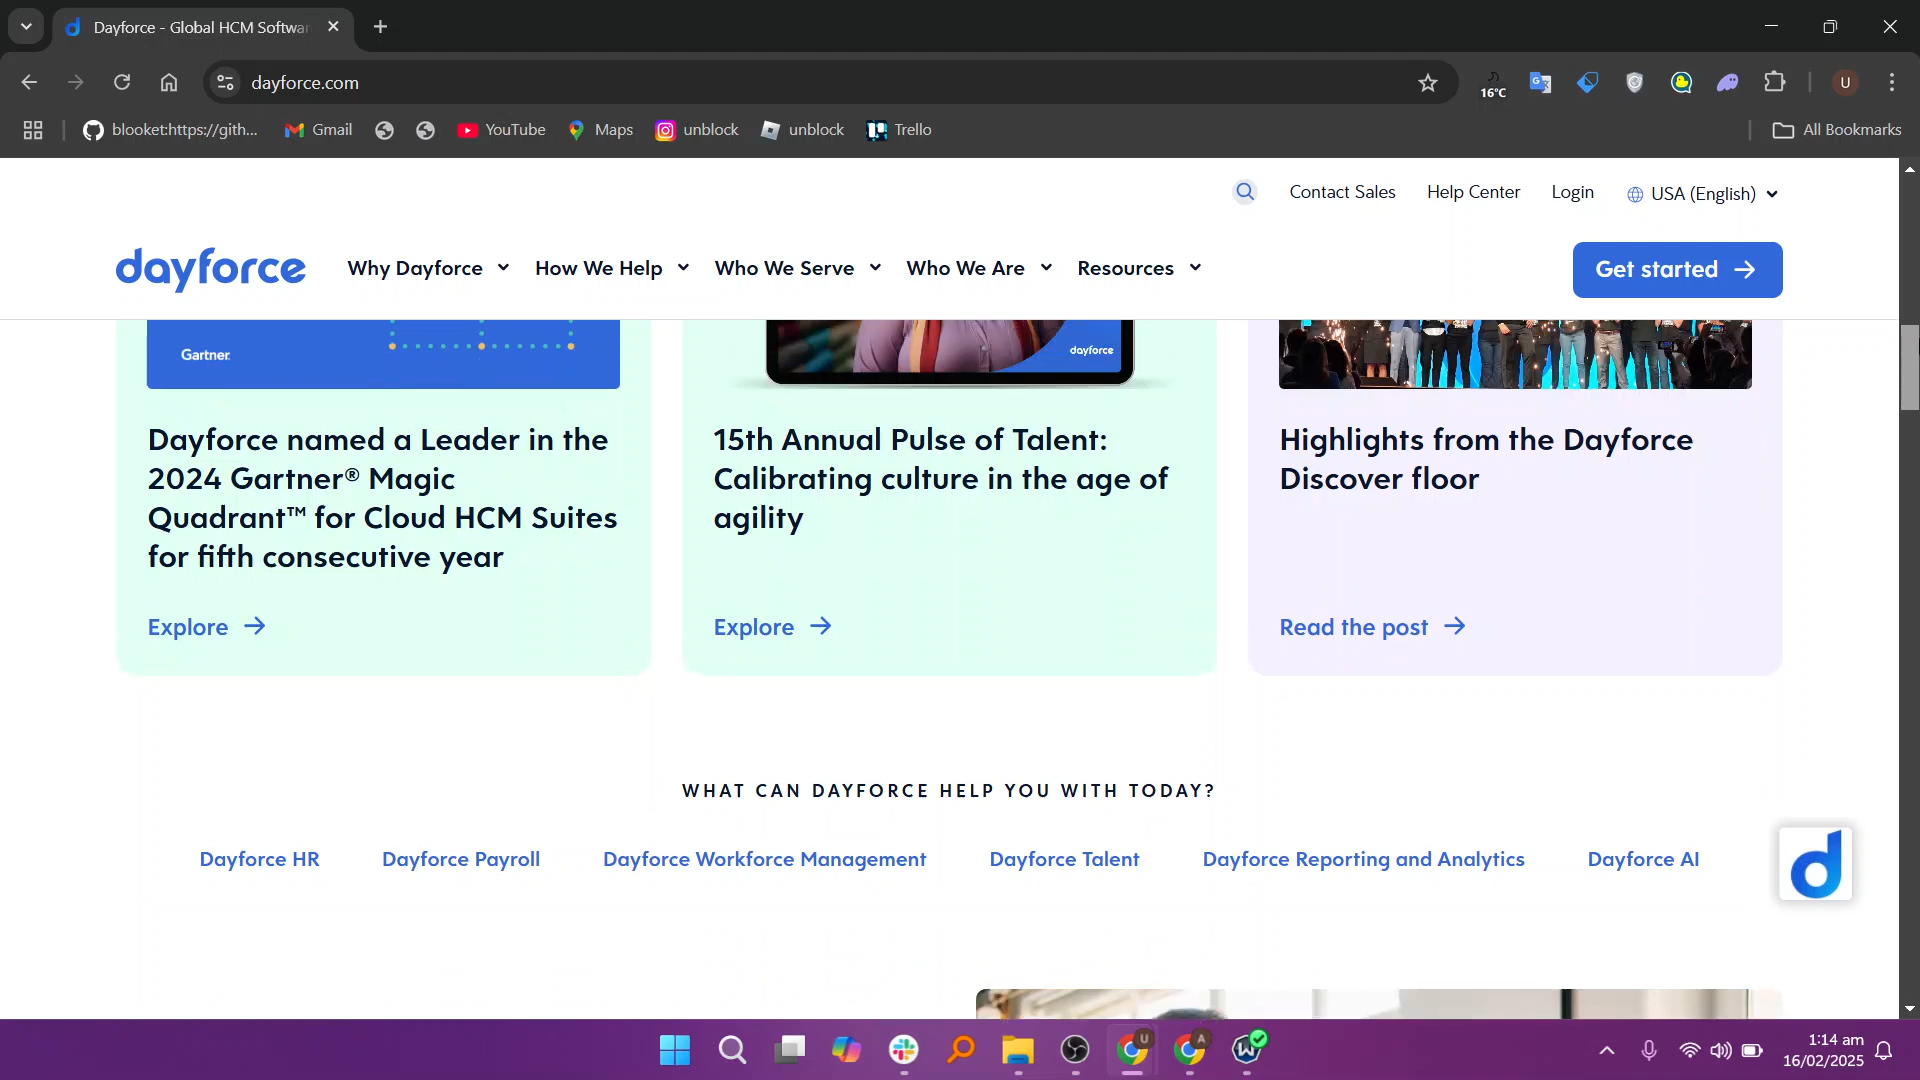 Dayforce - Global HCM Softwar
dayforce.com
16°C
U
blooket:https://gith...
Gmail
YouTube
Maps
unblock
unblock
Trello
All Bookmarks
Contact Sales
Help Center
Login
USA (English)
dayforce
Why Dayforce
How We Help
Who We Serve
Who We Are
Resources
Get started
Gartner
dayforce
Dayforce named a Leader in the
2024 Gartner® Magic
Quadrant™ for Cloud HCM Suites
for fifth consecutive year
Explore
15th Annual Pulse of Talent:
Calibrating culture in the age of
agility
Explore
Highlights from the Dayforce
Discover floor
Read the post
WHAT CAN DAYFORCE HELP YOU WITH TODAY?
Dayforce HR
Dayforce Payroll
Dayforce Workforce Management
Dayforce Talent
Dayforce Reporting and Analytics
Dayforce AI
d
U
A
W
1:14 am
16/02/2025